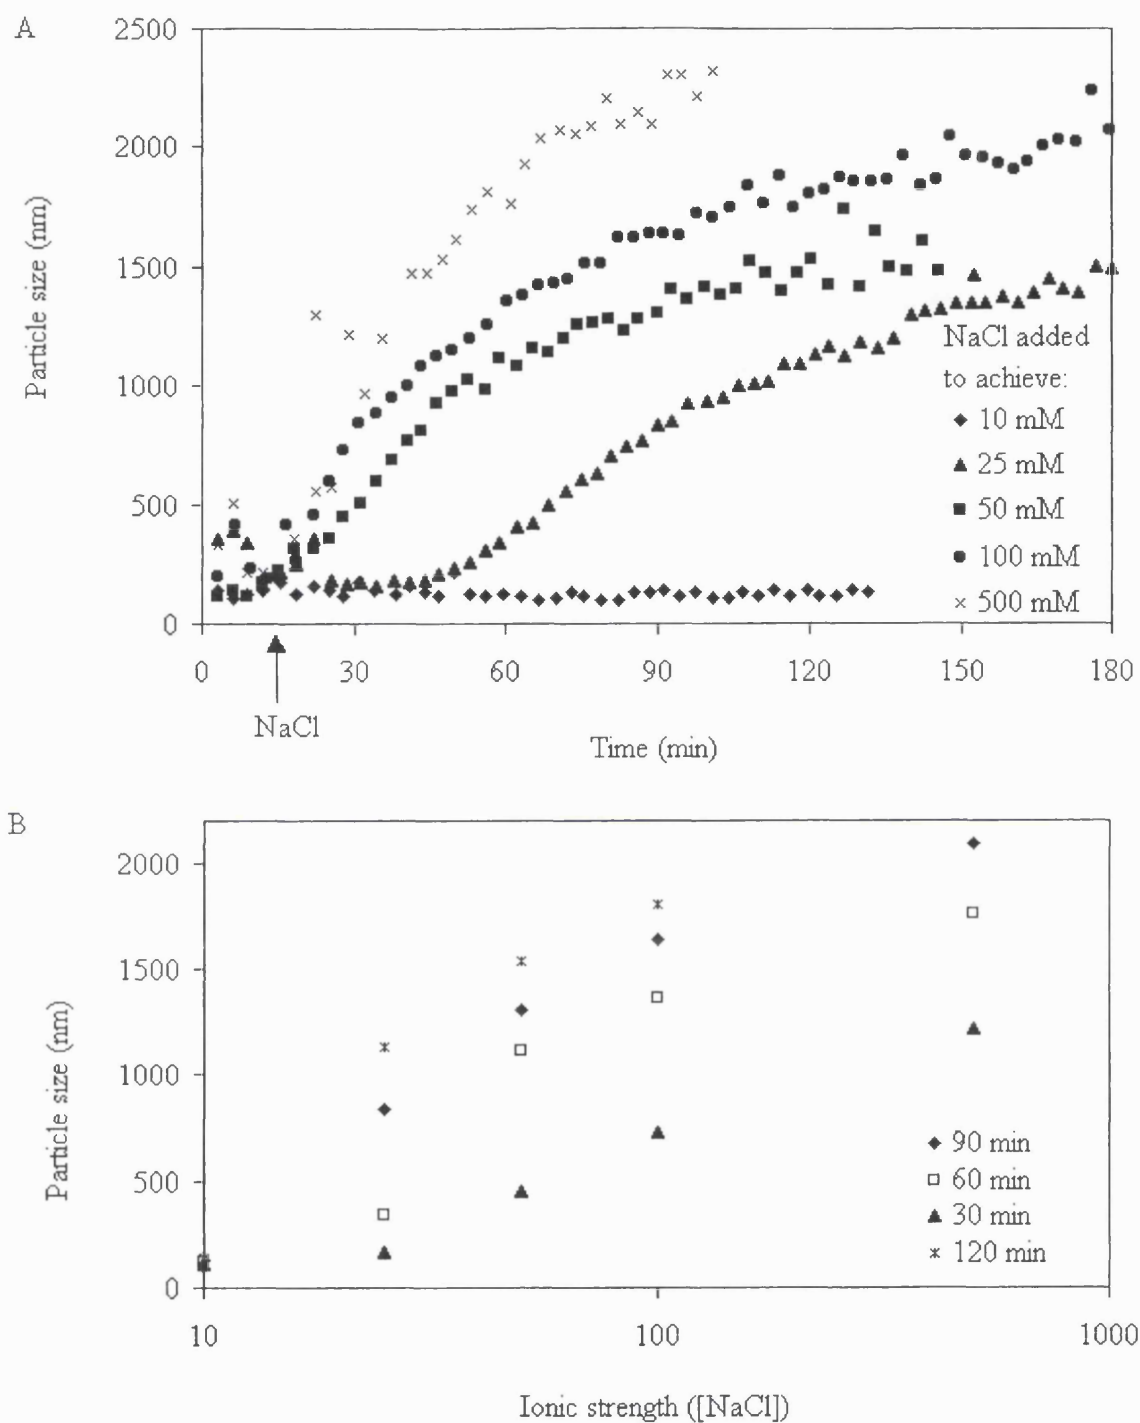 A
2500
2000
1500
1000
500
0
Particle size (nm)
0 30 60 90 120 150 180
NaCl
Time (min)
NaCl added
to achieve:
10 mM
25 mM
50 mM
100 mM
500 mM
B
2000
1500
1000
500
0
Particle size (nm)
90 min
60 min
30 min
120 min
10 100 1000
Ionic strength ([NaCl])